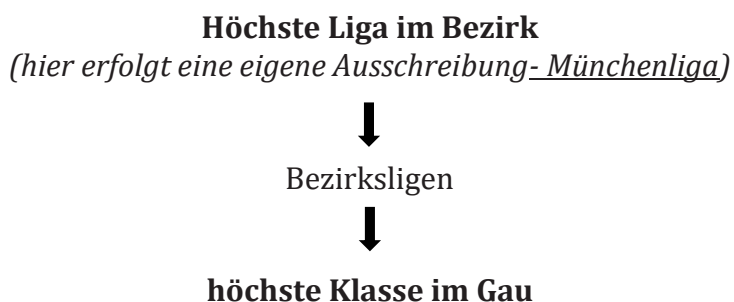 Höchste Liga im Bezirk
(hier erfolgt eine eigene Ausschreibung- Münchenliga)
Bezirksligen
höchste Klasse im Gau